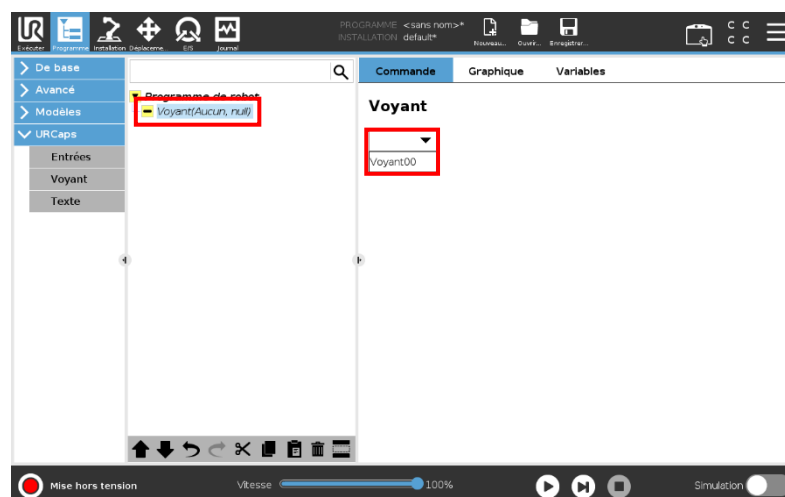 UR
PROGRAMME <sans nom>*
INSTALLATION default*
Exécuter Programme Installation Déplaceme... E/S Journal
Nouveau... Ouvrir... Enregistrer...
C C
C C
De base
Avancé
Modèles
URCaps
Entrées
Voyant
Texte
Programme de robot
Voyant(Aucun, null)
Commande Graphique Variables
Voyant
Voyant00
Mise hors tension
Vitesse
100%
Simulation